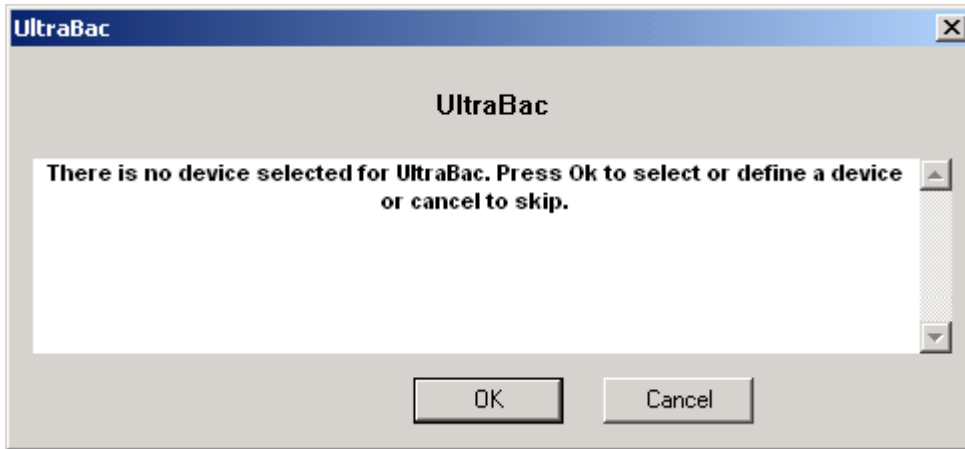 UltraBac
UltraBac
There is no device selected for UltraBac. Press Ok to select or define a device
or cancel to skip.
OK
Cancel